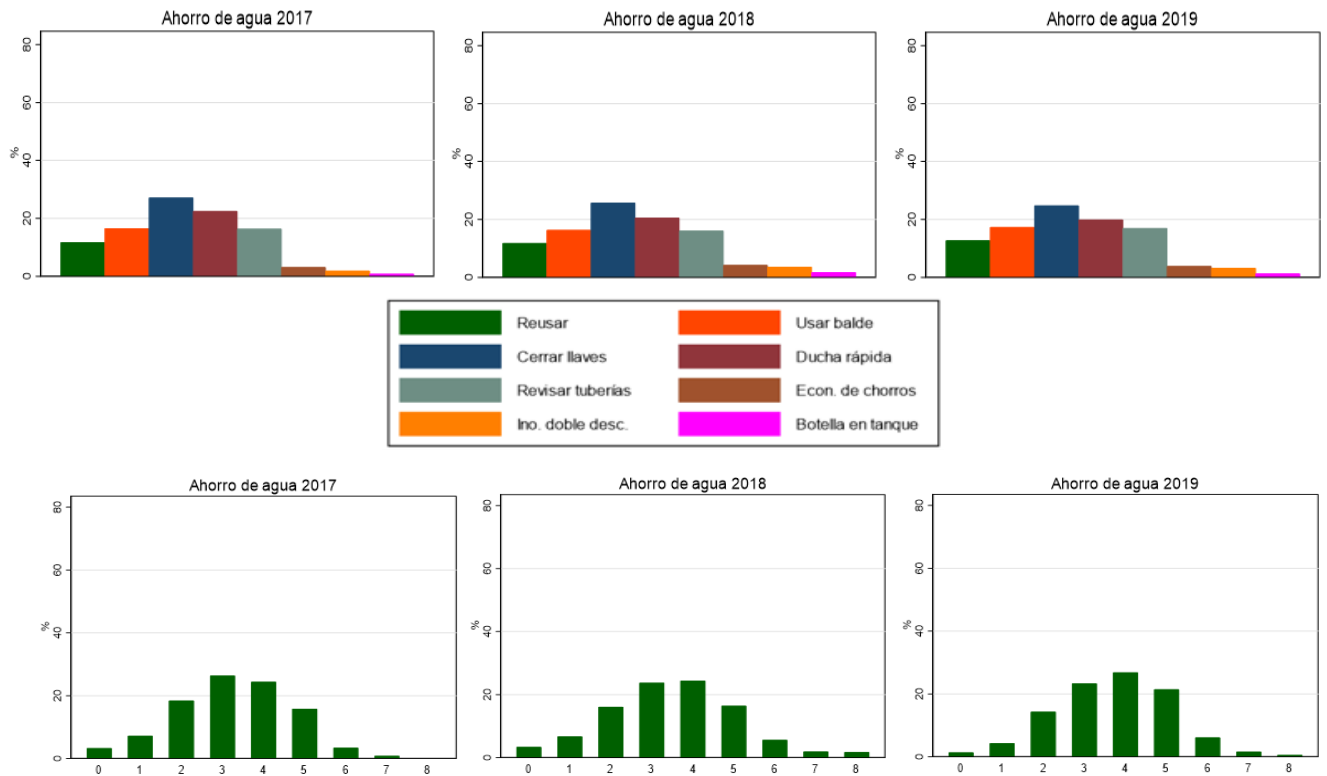 Ahorro de agua 2017
Ahorro de agua 2018
Ahorro de agua 2019
%
0 20 40 60 80
%
0 20 40 60 80
%
0 20 40 60 80
Reusar Usar balde
Cerrar llaves Ducha rápida
Revisar tuberías Econ. de chorros
Ino. doble desc. Botella en tanque
Ahorro de agua 2017
Ahorro de agua 2018
Ahorro de agua 2019
%
0 20 40 60 80
%
0 20 40 60 80
%
0 20 40 60 80
0 1 2 3 4 5 6 7 8
0 1 2 3 4 5 6 7 8
0 1 2 3 4 5 6 7 8